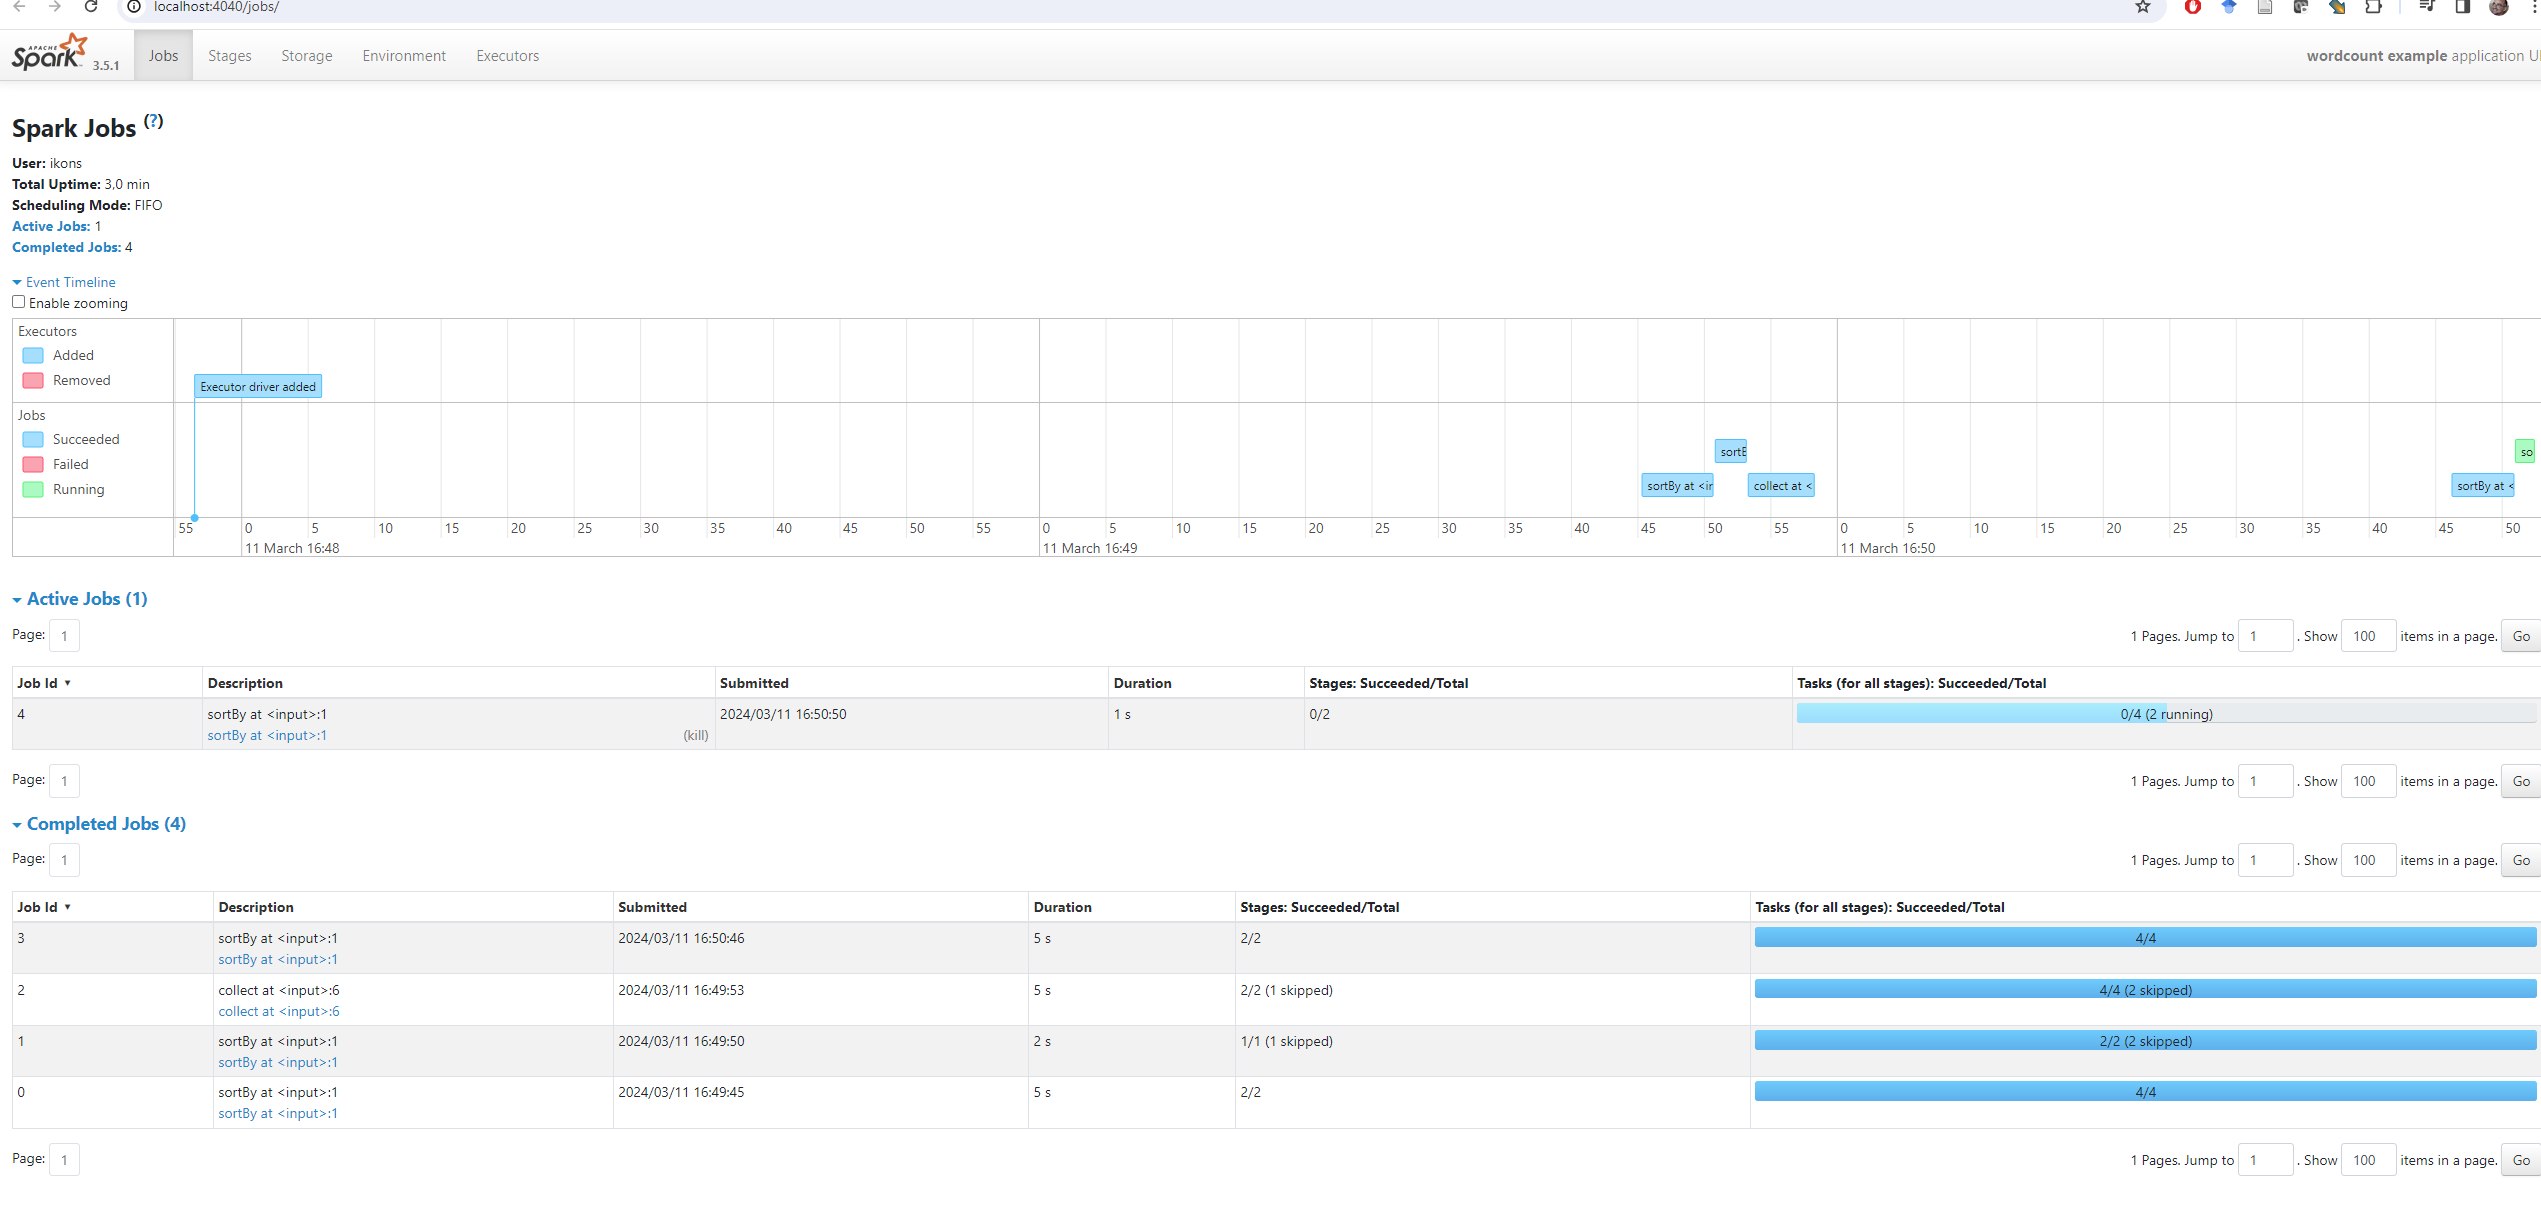 localhost:4040/jobs/
APACHE
Spark 3.5.1 Jobs Stages Storage Environment Executors wordcount example application UI
Spark Jobs (?)
User: ikons
Total Uptime: 3,0 min
Scheduling Mode: FIFO
Active Jobs: 1
Completed Jobs: 4
Event Timeline
Enable zooming
Executors
Added
Removed
Executor driver added
Jobs
Succeeded
Failed
Running
sortB
so
sortBy at <in
collect at <
sortBy at <
55 0 5 10 15 20 25 30 35 40 45 50 55 0 5 10 15 20 25 30 35 40 45 50 55 0 5 10 15 20 25 30 35 40 45 50
11 March 16:48 11 March 16:49 11 March 16:50
Active Jobs (1)
Page: 1 1 Pages. Jump to 1 . Show 100 items in a page. Go
Job Id ▾ Description Submitted Duration Stages: Succeeded/Total Tasks (for all stages): Succeeded/Total
4 sortBy at <input>:1 2024/03/11 16:50:50 1 s 0/2 0/4 (2 running)
sortBy at <input>:1 (kill)
Page: 1 1 Pages. Jump to 1 . Show 100 items in a page. Go
Completed Jobs (4)
Page: 1 1 Pages. Jump to 1 . Show 100 items in a page. Go
Job Id ▾ Description Submitted Duration Stages: Succeeded/Total Tasks (for all stages): Succeeded/Total
3 sortBy at <input>:1 2024/03/11 16:50:46 5 s 2/2 4/4
sortBy at <input>:1
2 collect at <input>:6 2024/03/11 16:49:53 5 s 2/2 (1 skipped) 4/4 (2 skipped)
collect at <input>:6
1 sortBy at <input>:1 2024/03/11 16:49:50 2 s 1/1 (1 skipped) 2/2 (2 skipped)
sortBy at <input>:1
0 sortBy at <input>:1 2024/03/11 16:49:45 5 s 2/2 4/4
sortBy at <input>:1
Page: 1 1 Pages. Jump to 1 . Show 100 items in a page. Go